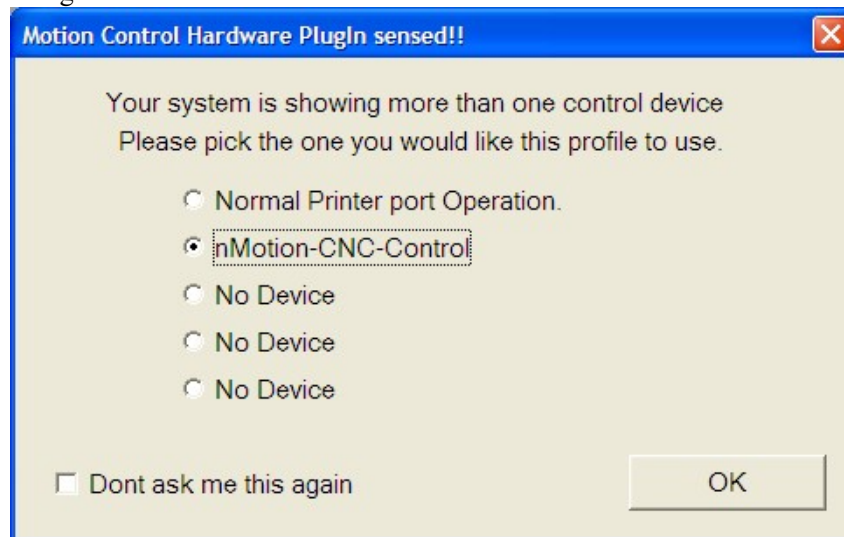 Motion Control Hardware PlugIn sensed!!
Your system is showing more than one control device
Please pick the one you would like this profile to use.
Normal Printer port Operation.
nMotion-CNC-Control
No Device
No Device
No Device
Dont ask me this again
OK